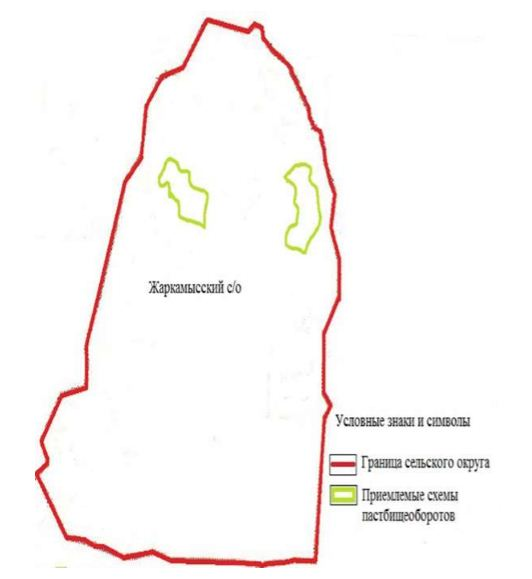 Жаркамысский с/о
Условные знаки и символы
Граница сельского округа
Приемлемые схемы
пастбищеоборотов